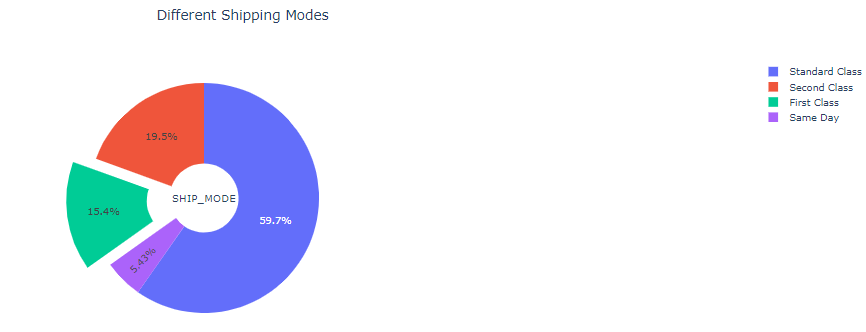 Different Shipping Modes
Standard Class
Second Class
First Class
Same Day
19.5%
15.4%
SHIP_MODE
59.7%
5.43%